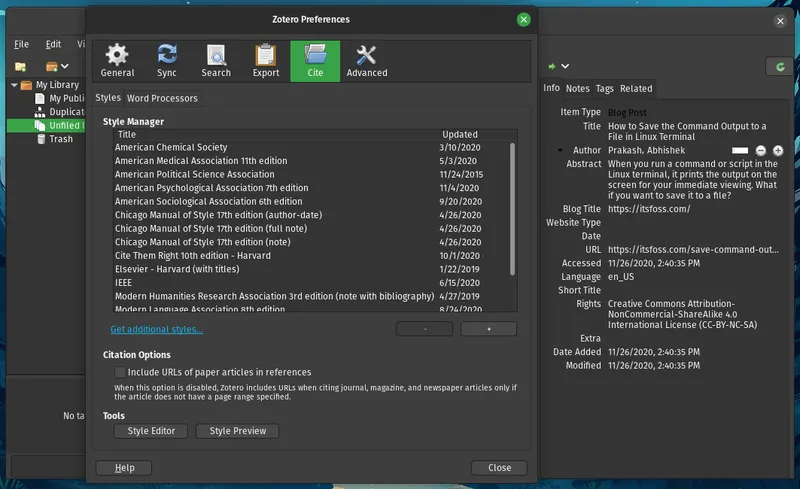 Zotero Preferences
File
Edit
General
Sync
Search
Export
Cite
Advanced
My Library
Trash
Styles
Word Processors
Style Manager
Title
Updated
American Chemical Society
3/10/2020
American Medical Association 11th edition
5/3/2020
American Political Science Association
11/24/2015
American Psychological Association 7th edition
11/4/2020
American Sociological Association 6th edition
9/20/2020
Chicago Manual of Style 17th edition (author-date)
4/26/2020
Chicago Manual of Style 17th edition (full note)
4/26/2020
Chicago Manual of Style 17th edition (note)
4/26/2020
Cite Them Right 10th edition - Harvard
10/1/2020
Elsevier - Harvard (with titles)
1/22/2019
IEEE
6/15/2020
Modern Humanities Research Association 3rd edition (note with bibliography)
4/27/2019
Modern Language Association 8th edition
8/24/2020
Get additional styles...
-
+
Citation Options
Include URLs of paper articles in references
When this option is disabled, Zotero includes URLs when citing journal, magazine, and newspaper articles only if
the article does not have a page range specified.
Tools
Style Editor
Style Preview
Help
Close
Info
Notes
Tags
Related
Item Type
Blog Post
Title
How to Save the Command Output to a
File in Linux Terminal
Author
Prakash, Abhishek
Abstract
When you run a command or script in the
Linux terminal, it prints the output on the
screen for your immediate viewing. What
if you want to save it to a file?
Blog Title
https://itsfoss.com/
Website Type
Date
URL
https://itsfoss.com/save-command-out...
Accessed
11/26/2020, 2:40:35 PM
Language
en_US
Short Title
Rights
Creative Commons Attribution-
NonCommercial-ShareAlike 4.0
International License (CC-BY-NC-SA)
Extra
Date Added
11/26/2020, 2:40:35 PM
Modified
11/26/2020, 2:40:35 PM